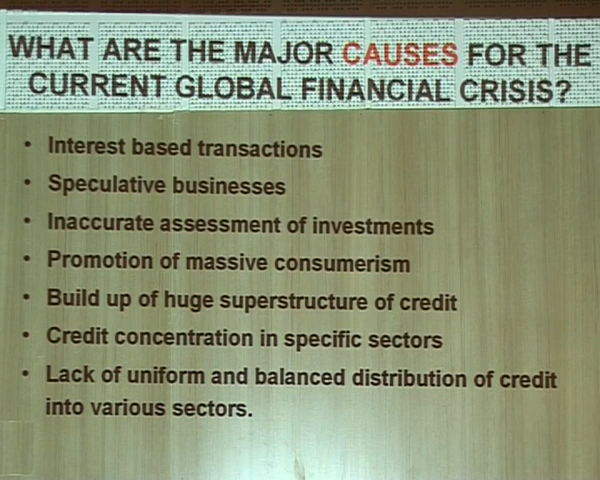 WHAT ARE THE MAJOR CAUSES FOR THE
CURRENT GLOBAL FINANCIAL CRISIS?
• Interest based transactions
• Speculative businesses
• Inaccurate assessment of investments
• Promotion of massive consumerism
• Build up of huge superstructure of credit
• Credit concentration in specific sectors
• Lack of uniform and balanced distribution of credit
into various sectors.